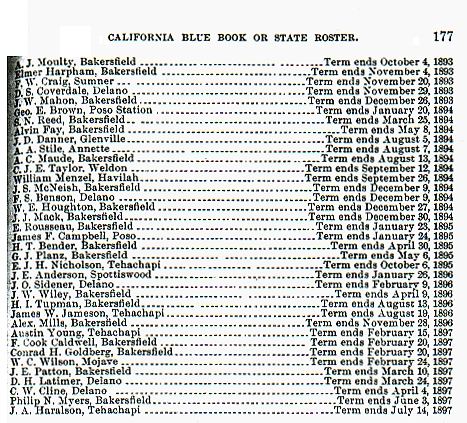 CALIFORNIA BLUE BOOK OR STATE ROSTER. 177
A. J. Moulty, Bakersfield Term ends October 4, 1893
Elmer Harpham, Bakersfield Term ends November 4, 1893
F. W. Craig, Sumner Term ends November 20, 1893
D. S. Coverdale, Delano Term ends November 29, 1893
J. W. Mahon, Bakersfield Term ends December 26, 1893
Geo. E. Brown, Poso Station Term ends January 20, 1894
S. N. Reed, Bakersfield Term ends March 25, 1894
Alvin Fay, Bakersfield Term ends May 8, 1894
J. D. Danner, Glenville Term ends August 5, 1894
A. A. Stile, Annette Term ends August 7, 1894
A. C. Maude, Bakersfield Term ends August 13, 1894
C. J. E. Taylor, Weldon Term ends September 12, 1894
William Menzel, Havilah Term ends September 26, 1894
J. S. McNeish, Bakersfield Term ends December 9, 1894
F. S. Benson, Delano Term ends December 9, 1894
W. E. Houghton, Bakersfield Term ends December 27, 1894
J. J. Mack, Bakersfield Term ends December 30, 1894
E. Rousseau, Bakersfield Term ends January 23, 1895
James F. Campbell, Poso Term ends January 24, 1895
H. T. Bender, Bakersfield Term ends April 30, 1895
G. J. Planz, Bakersfield Term ends May 6, 1895
E. J. H. Nicholson, Tehachapi Term ends October 6, 1895
J. E. Anderson, Spottiswood Term ends January 26, 1896
J. O. Sidener, Delano Term ends February 9, 1896
J. W. Wiley, Bakersfield Term ends April 9, 1896
H. I. Tupman, Bakersfield Term ends August 13, 1896
James W. Jameson, Tehachapi Term ends August 19, 1896
Alex. Mills, Bakersfield Term ends November 28, 1896
Austin Young, Tehachapi Term ends February 15, 1897
F. Cook Caldwell, Bakersfield Term ends February 20, 1897
Conrad H. Goldberg, Bakersfield Term ends February 20, 1897
W. C. Wilson, Mojave Term ends February 24, 1897
J. E. Patton, Bakersfield Term ends March 10, 1897
D. H. Latimer, Delano Term ends March 24, 1897
C. W. Cline, Delano Term ends April 4, 1897
Philip N. Myers, Bakersfield Term ends June 3, 1897
J. A. Haralson, Tehachapi Term ends July 14, 1897